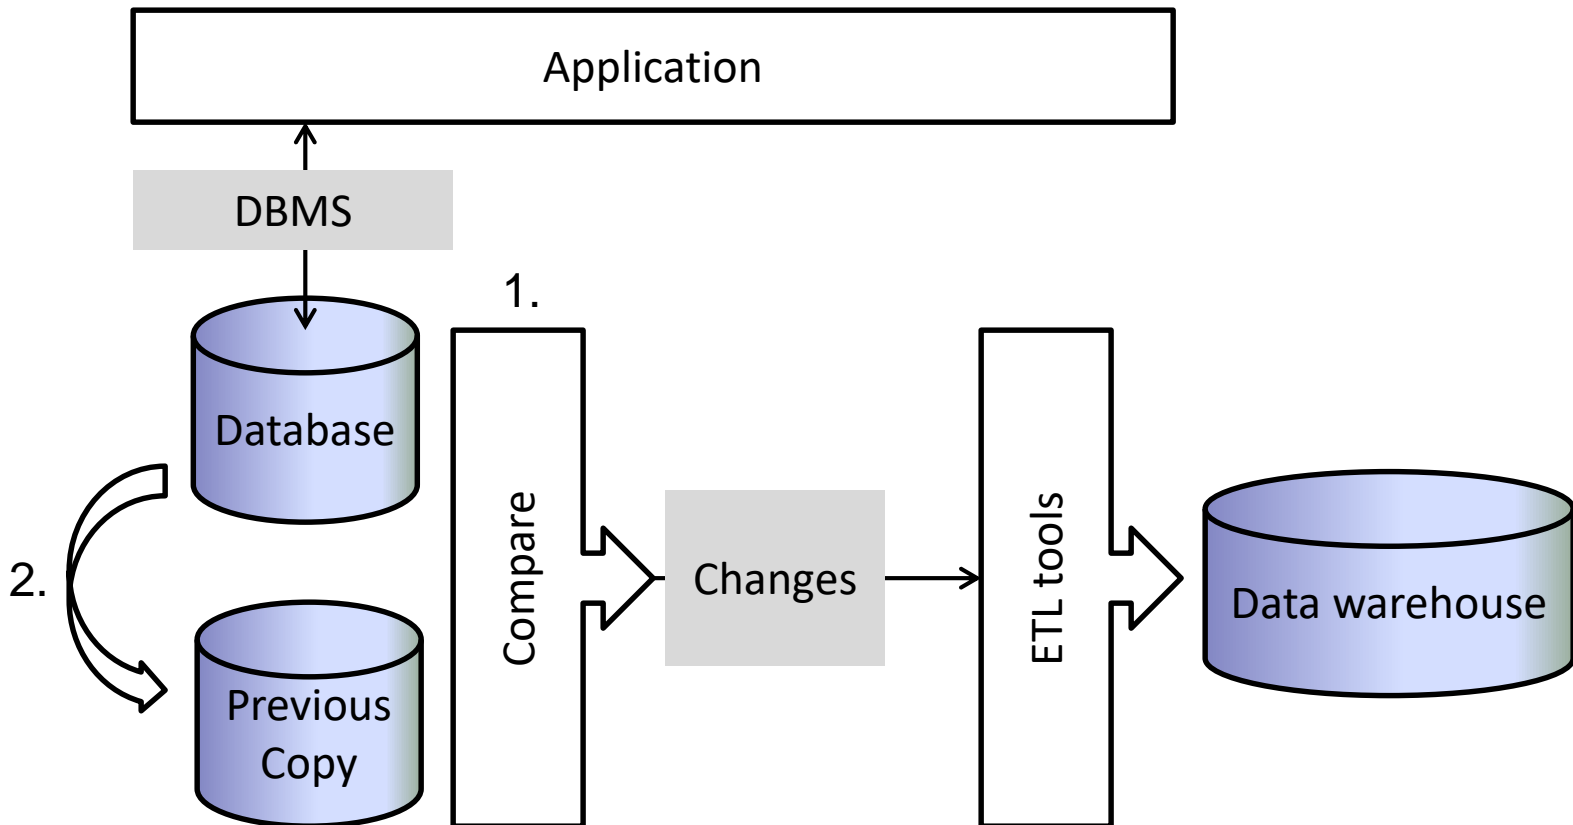 Application
DBMS
1.
Database
Compare
Changes
ETL tools
Data warehouse
2.
Previous
Copy